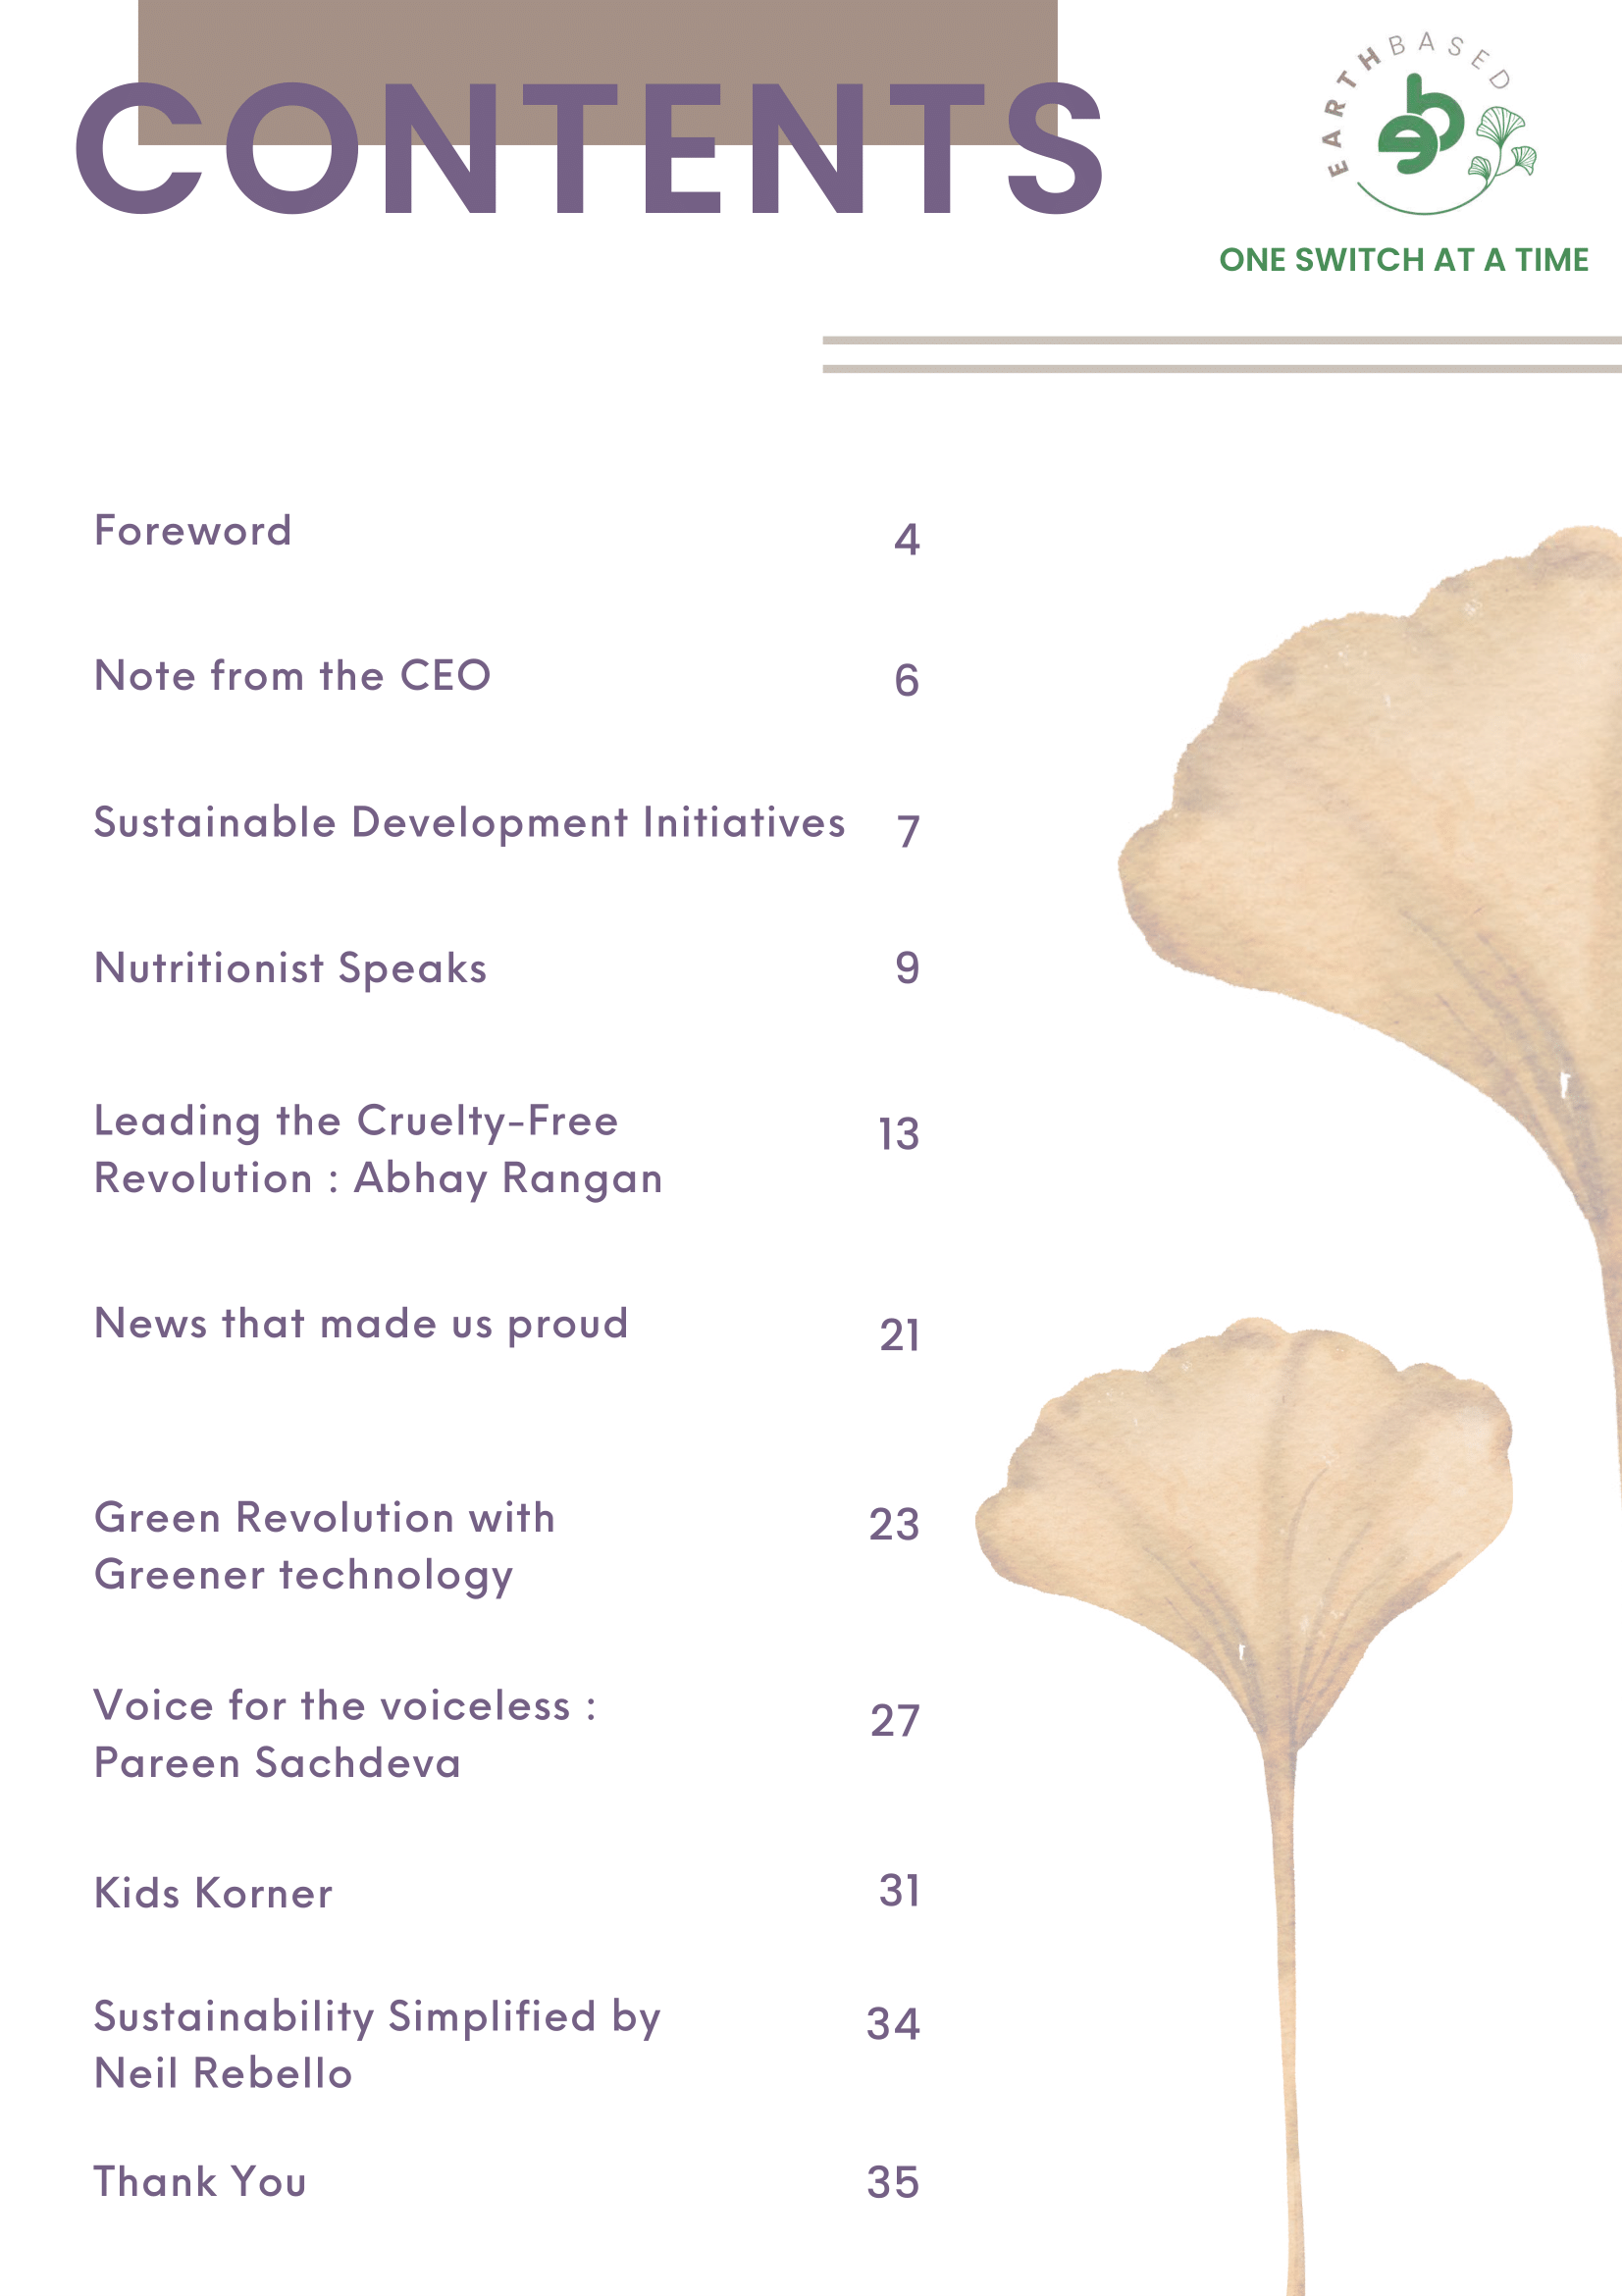 CONTENTS
EARTHBASED
eb
ONE SWITCH AT A TIME
Foreword 4
Note from the CEO 6
Sustainable Development Initiatives 7
Nutritionist Speaks 9
Leading the Cruelty-Free 13
Revolution : Abhay Rangan
News that made us proud 21
Green Revolution with 23
Greener technology
Voice for the voiceless : 27
Pareen Sachdeva
Kids Korner 31
Sustainability Simplified by 34
Neil Rebello
Thank You 35